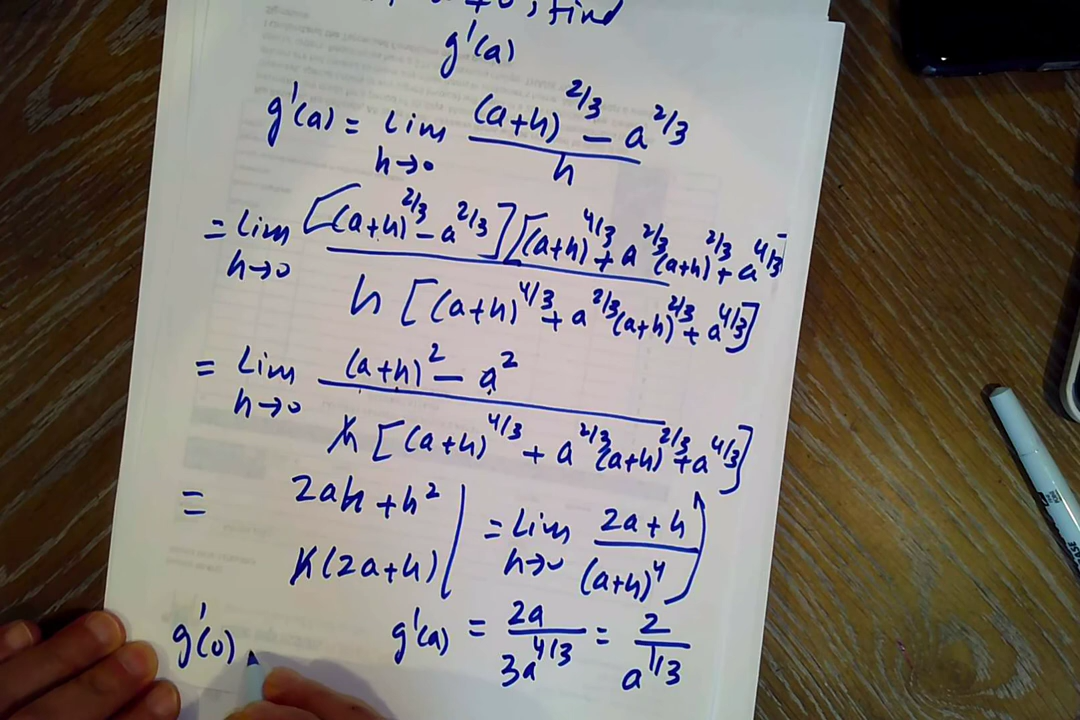 ≠0, find
g'(a)
g'(a) = lim h→0 ((a+h)^2/3 − a^2/3) / h
= lim h→0 [(a+h)^2/3 − a^2/3][(a+h)^4/3 + a^2/3 (a+h)^2/3 + a^4/3 / h[(a+h)^4/3 + a^2/3 (a+h)^2/3 + a^4/3]
= lim h→0 ((a+h)^2 − a^2) / h[(a+h)^4/3 + a^2/3 (a+h)^2/3 + a^4/3]
= 2ah + h^2
h(2a+h)
= lim h→0 (2a+h) / (a+h)^4
g'(a) = 2a / 3a^4/3 = 2 / a^1/3
g'(0)